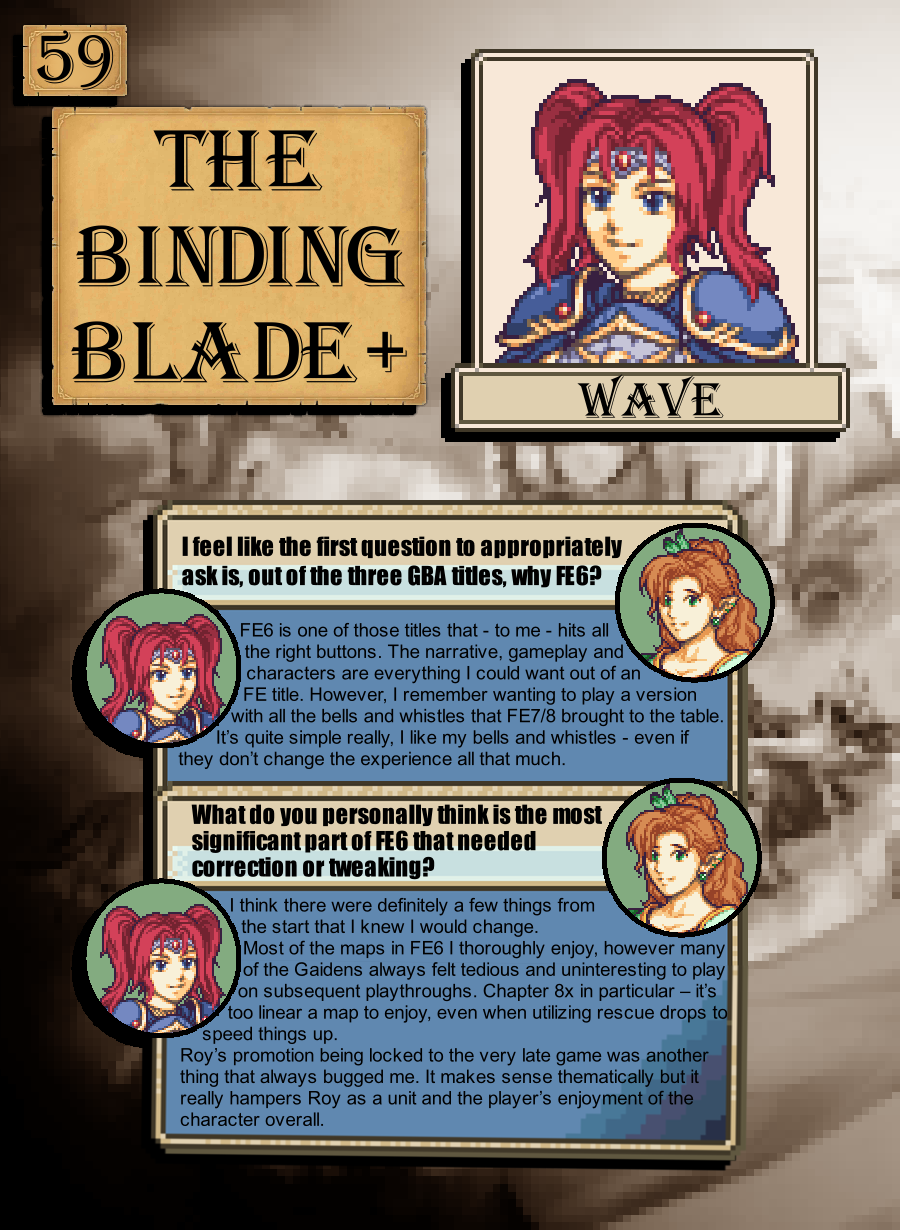 59
THE
BINDING
BLADE+
WAVE
I feel like the first question to appropriately
ask is, out of the three GBA titles, why FE6?
FE6 is one of those titles that - to me - hits all
the right buttons. The narrative, gameplay and
characters are everything I could want out of an
FE title. However, I remember wanting to play a version
with all the bells and whistles that FE7/8 brought to the table.
It's quite simple really, I like my bells and whistles - even if
they don't change the experience all that much.
What do you personally think is the most
significant part of FE6 that needed
correction or tweaking?
I think there were definitely a few things from
the start that I knew I would change.
Most of the maps in FE6 I thoroughly enjoy, however many
of the Gaidens always felt tedious and uninteresting to play
on subsequent playthroughs. Chapter 8x in particular – it's
too linear a map to enjoy, even when utilizing rescue drops to
speed things up.
Roy's promotion being locked to the very late game was another
thing that always bugged me. It makes sense thematically but it
really hampers Roy as a unit and the player's enjoyment of the
character overall.